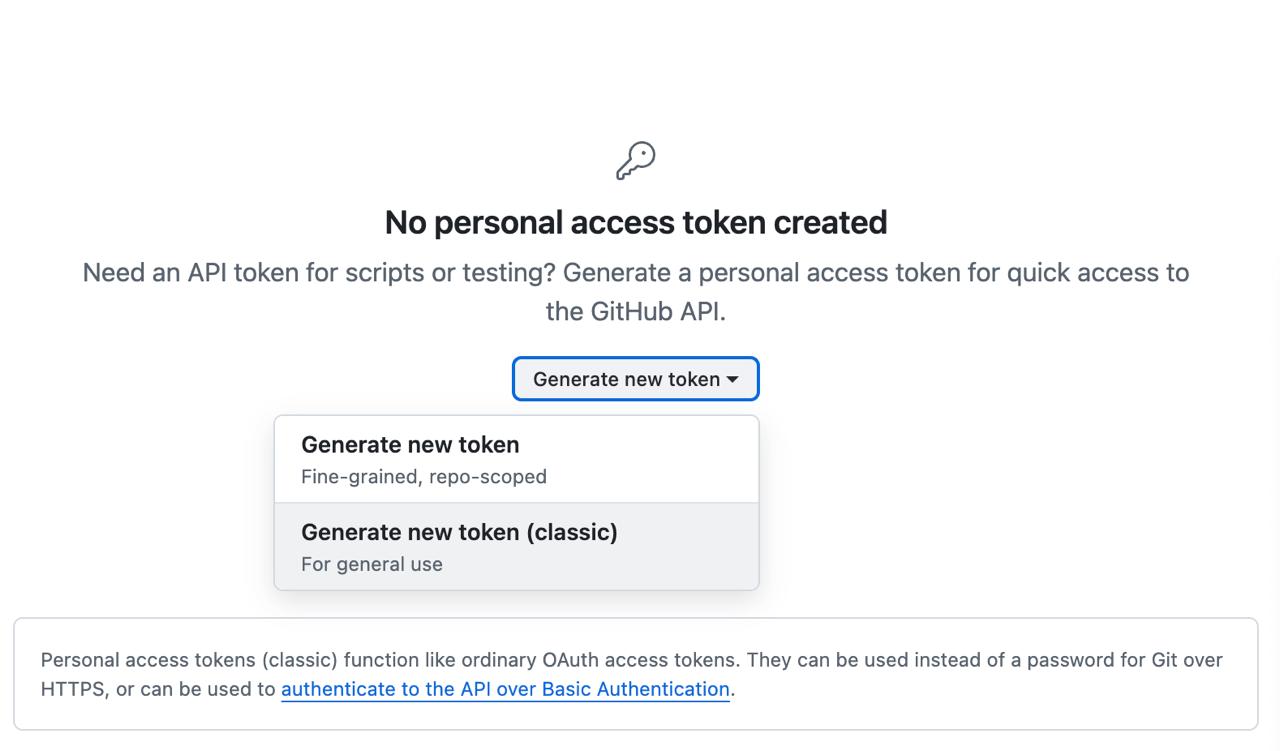 No personal access token created
Need an API token for scripts or testing? Generate a personal access token for quick access to
the GitHub API.
Generate new token
Generate new token
Fine-grained, repo-scoped
Generate new token (classic)
For general use
Personal access tokens (classic) function like ordinary OAuth access tokens. They can be used instead of a password for Git over
HTTPS, or can be used to authenticate to the API over Basic Authentication.